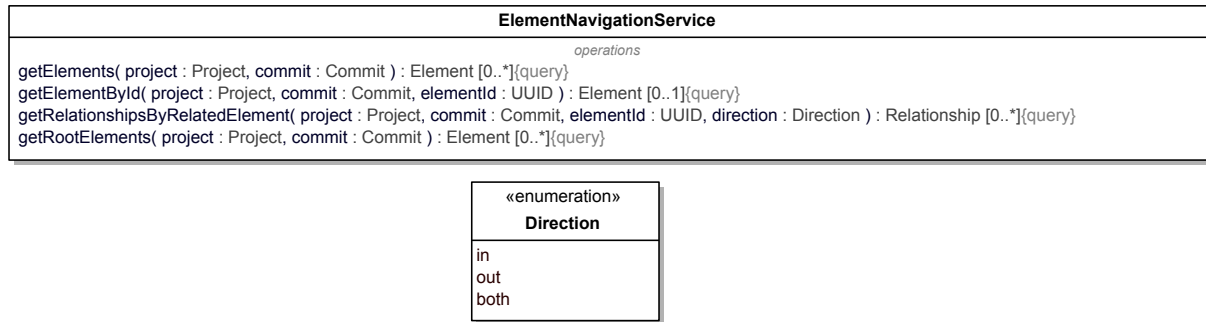 ElementNavigationService
operations
getElements( project : Project, commit : Commit ) : Element [0..*]{query}
getElementById( project : Project, commit : Commit, elementId : UUID ) : Element [0..1]{query}
getRelationshipsByRelatedElement( project : Project, commit : Commit, elementId : UUID, direction : Direction ) : Relationship [0..*]{query}
getRootElements( project : Project, commit : Commit ) : Element [0..*]{query}
«enumeration»
Direction
in
out
both